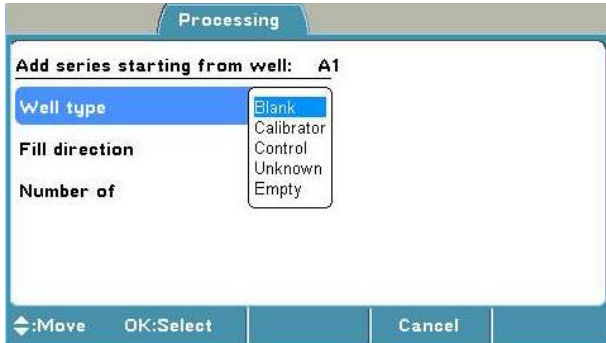 Processing
Add series starting from well: A1
Well type
Blank
Calibrator
Fill direction
Control
Unknown
Number of
Empty
:Move OK:Select Cancel